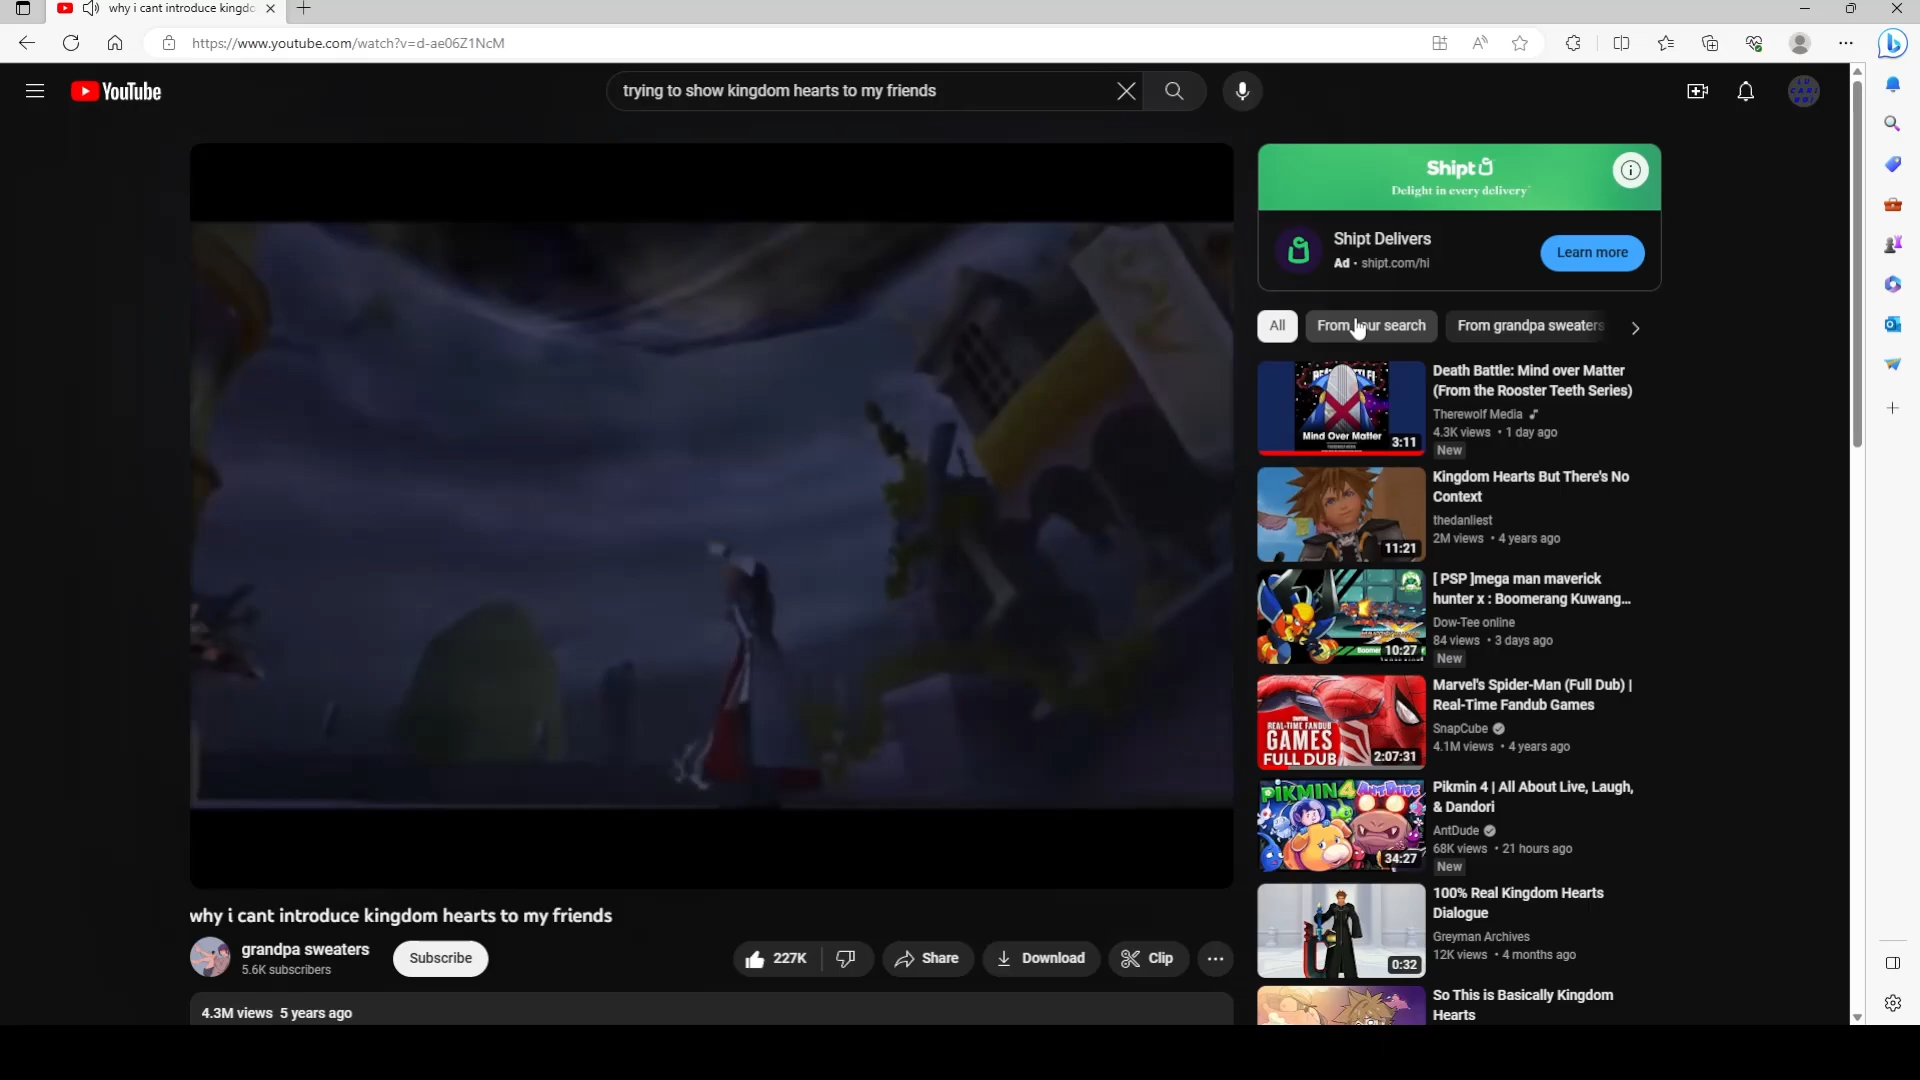 why i cant introduce kingdo
https://www.youtube.com/watch?v=d-ae06Z1NcM
YouTube
trying to show kingdom hearts to my friends
LU
CARI
BOI
Shipt
Delight in every delivery
Shipt Delivers
Ad · shipt.com/hi
Learn more
All
From your search
From grandpa sweaters
Mind Over Matter
3:11
Death Battle: Mind over Matter
(From the Rooster Teeth Series)
Therewolf Media
4.3K views • 1 day ago
New
11:21
Kingdom Hearts But There's No
Context
thedanliest
2M views • 4 years ago
10:27
[ PSP ]mega man maverick
hunter x : Boomerang Kuwang...
Dow-Tee online
84 views • 3 days ago
New
REAL-TIME FANDUB
GAMES
FULL DUB
2:07:31
Marvel's Spider-Man (Full Dub) |
Real-Time Fandub Games
SnapCube
4.1M views • 4 years ago
PIKMIN 4
ANTDUDE
34:27
Pikmin 4 | All About Live, Laugh,
& Dandori
AntDude
68K views • 21 hours ago
New
0:32
100% Real Kingdom Hearts
Dialogue
Greyman Archives
12K views • 4 months ago
So This is Basically Kingdom
Hearts
why i cant introduce kingdom hearts to my friends
grandpa sweaters
5.6K subscribers
Subscribe
227K
Share
Download
Clip
4.3M views 5 years ago